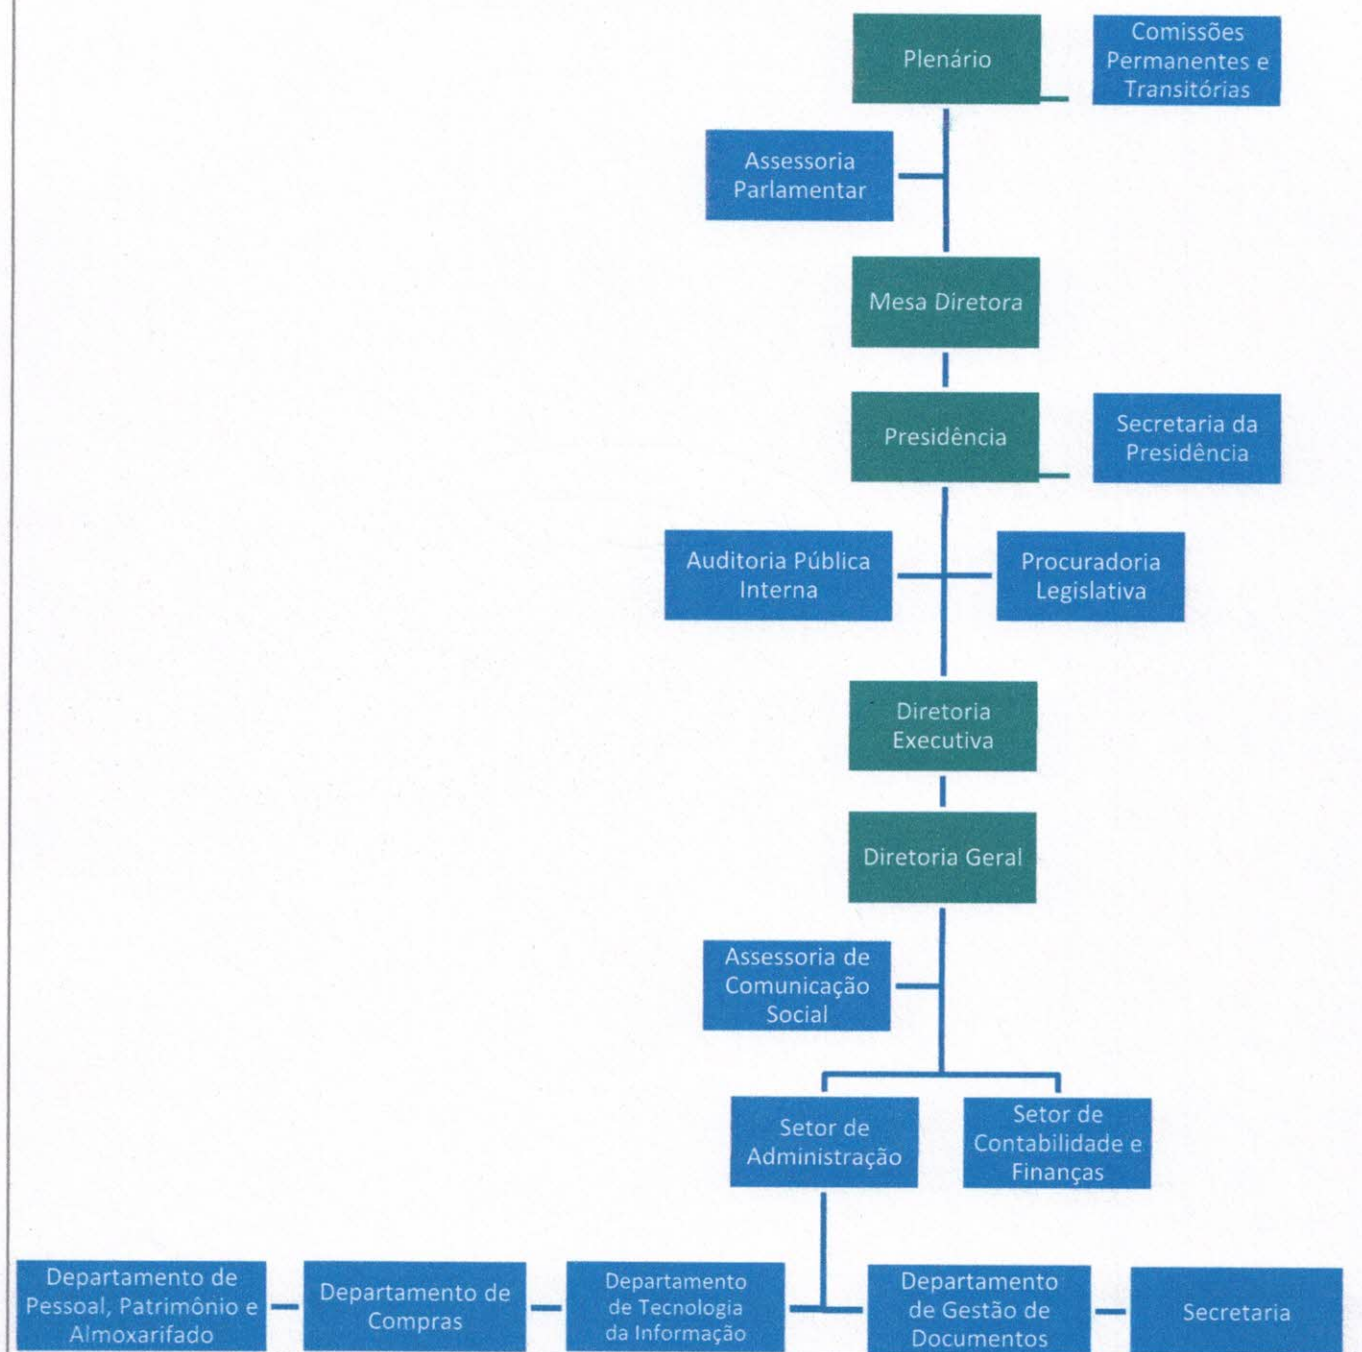 Plenário
Comissões
Permanentes e
Transitórias
Assessoria
Parlamentar
Mesa Diretora
Presidência
Secretaria da
Presidência
Auditoria Pública
Interna
Procuradoria
Legislativa
Diretoria
Executiva
Diretoria Geral
Assessoria de
Comunicação
Social
Setor de
Administração
Setor de
Contabilidade e
Finanças
Departamento de
Pessoal, Patrimônio e
Almoxarifado
Departamento de
Compras
Departamento
de Tecnologia
da Informação
Departamento
de Gestão de
Documentos
Secretaria